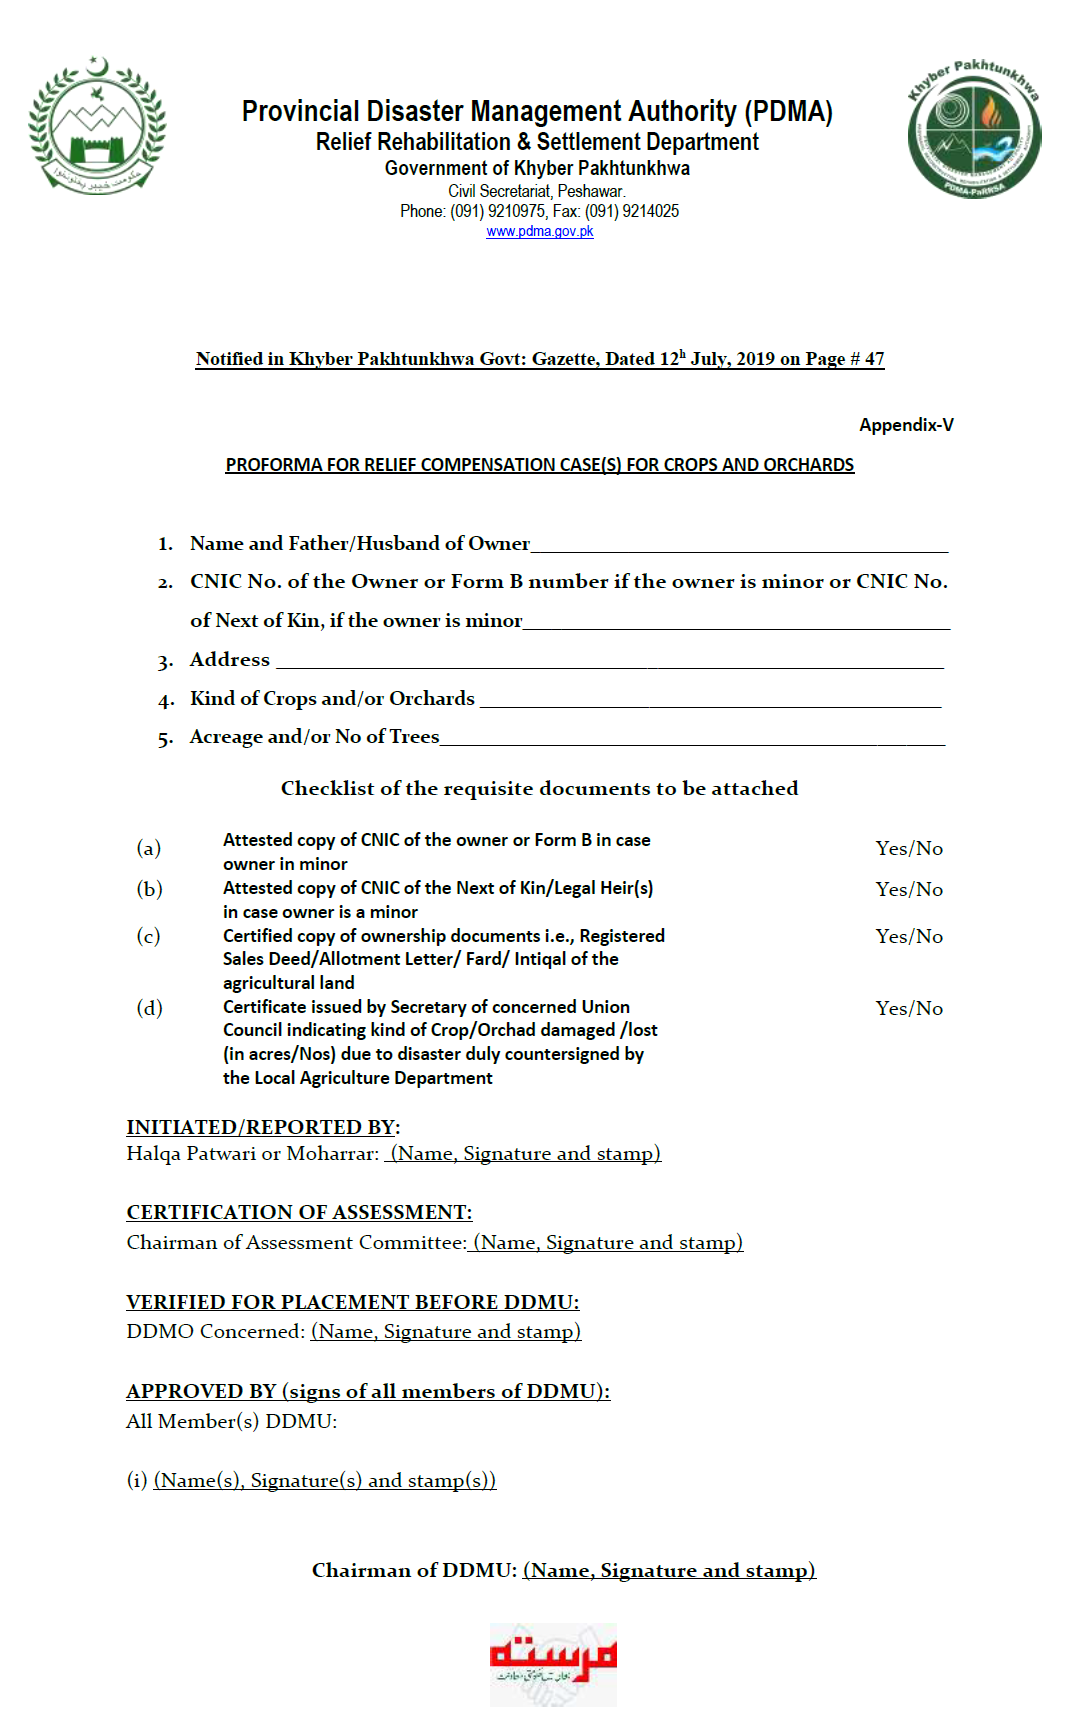 Provincial Disaster Management Authority (PDMA)
Relief Rehabilitation & Settlement Department
Government of Khyber Pakhtunkhwa
Civil Secretariat, Peshawar.
Phone: (091) 9210975, Fax: (091) 9214025
www.pdma.gov.pk
حکومت خیبر پختونخوا
Khyber Pakhtunkhwa
PDMA-PaRRSA
Notified in Khyber Pakhtunkhwa Govt: Gazette, Dated 12h July, 2019 on Page # 47
Appendix-V
PROFORMA FOR RELIEF COMPENSATION CASE(S) FOR CROPS AND ORCHARDS
1. Name and Father/Husband of Owner
2. CNIC No. of the Owner or Form B number if the owner is minor or CNIC No.
of Next of Kin, if the owner is minor
3. Address
4. Kind of Crops and/or Orchards
5. Acreage and/or No of Trees
Checklist of the requisite documents to be attached
(a) Attested copy of CNIC of the owner or Form B in case Yes/No
owner in minor
(b) Attested copy of CNIC of the Next of Kin/Legal Heir(s) Yes/No
in case owner is a minor
(c) Certified copy of ownership documents i.e., Registered Yes/No
Sales Deed/Allotment Letter/ Fard/ Intiqal of the
agricultural land
(d) Certificate issued by Secretary of concerned Union Yes/No
Council indicating kind of Crop/Orchad damaged /lost
(in acres/Nos) due to disaster duly countersigned by
the Local Agriculture Department
INITIATED/REPORTED BY:
Halqa Patwari or Moharrar: (Name, Signature and stamp)
CERTIFICATION OF ASSESSMENT:
Chairman of Assessment Committee: (Name, Signature and stamp)
VERIFIED FOR PLACEMENT BEFORE DDMU:
DDMO Concerned: (Name, Signature and stamp)
APPROVED BY (signs of all members of DDMU):
All Member(s) DDMU:
(i) (Name(s), Signature(s) and stamp(s))
Chairman of DDMU: (Name, Signature and stamp)
مرسته